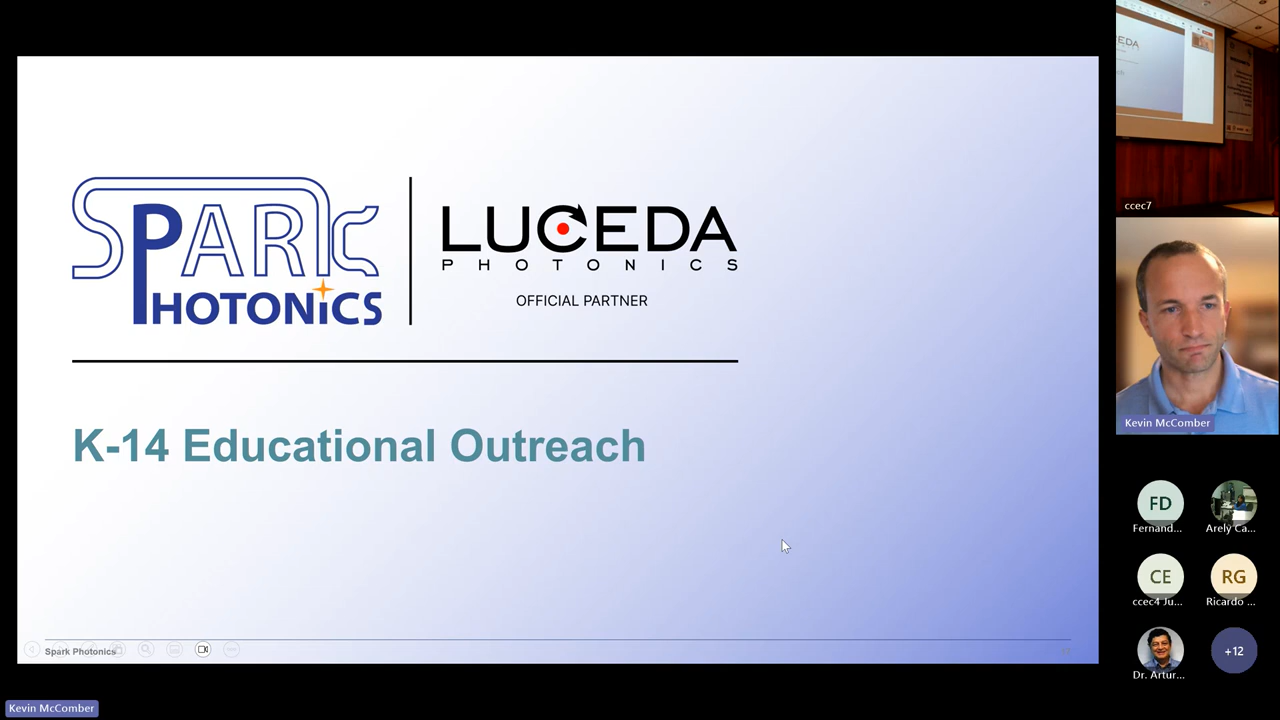 SPARK
PHOTONICS
LUCEDA
PHOTONICS
OFFICIAL PARTNER
K-14 Educational Outreach
Spark Photonics
Kevin McComber
CEDA
ccec7
Kevin McComber
FD
Fernand...
Arely Ca...
CE
ccec4 Ju...
RG
Ricardo ...
Dr. Artur...
+12